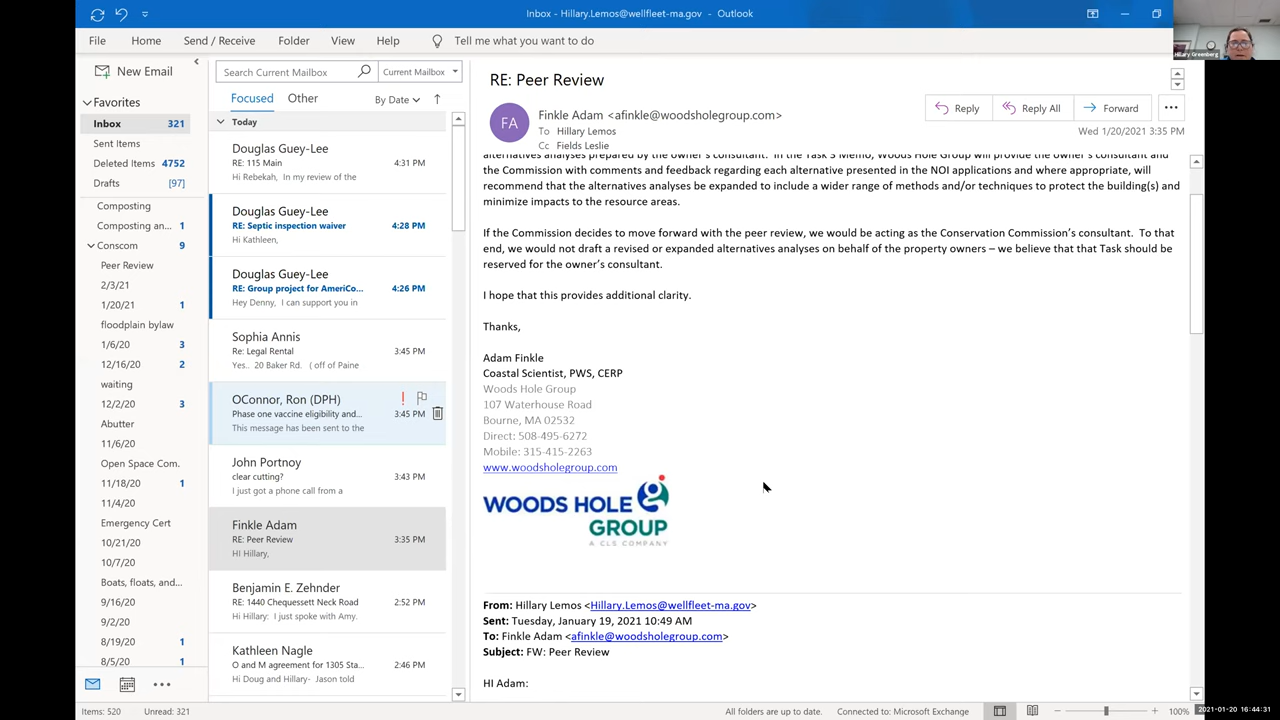 Inbox - Hillary.Lemos@wellfleet-ma.gov - Outlook
Hillary Greenberg
File Home Send / Receive Folder View Help Tell me what you want to do
New Email
Favorites
Inbox 321
Sent Items
Deleted Items 4752
Drafts [97]
Composting
Composting an... 1
Conscom 9
Peer Review
2/3/21
1/20/21 1
floodplain bylaw
1/6/20 3
12/16/20 2
waiting
12/2/20 3
Abutter
11/6/20
Open Space Com.
11/18/20 1
11/4/20
Emergency Cert
10/21/20
10/7/20
Boats, floats, and...
9/16/20
9/2/20
8/19/20 1
8/5/20 1
Search Current Mailbox Current Mailbox
Focused Other By Date
Today
Douglas Guey-Lee
RE: 115 Main 4:31 PM
Hi Rebekah, In my review of the
Douglas Guey-Lee
RE: Septic inspection waiver 4:28 PM
Hi Kathleen,
Douglas Guey-Lee
RE: Group project for AmeriCo... 4:26 PM
Hey Denny, I can support you in
Sophia Annis
Re: Legal Rental 3:45 PM
Yes.. 20 Baker Rd. ( off of Paine
OConnor, Ron (DPH)
Phase one vaccine eligibility and... 3:45 PM
This message has been sent to the
John Portnoy
clear cutting? 3:43 PM
I just got a phone call from a
Finkle Adam
RE: Peer Review 3:35 PM
HI Hillary,
Benjamin E. Zehnder
RE: 1440 Chequessett Neck Road 2:52 PM
Hi Hillary: I just spoke with Amy.
Kathleen Nagle
O and M agreement for 1305 Sta... 2:46 PM
Hi Doug and Hillary- Jason told
RE: Peer Review
FA
Finkle Adam <afinkle@woodsholegroup.com>
To Hillary Lemos
Cc Fields Leslie
Reply Reply All Forward
Wed 1/20/2021 3:35 PM
alternatives analyses prepared by the owner's consultant. In the Task 3 Memo, Woods Hole Group will provide the owner's consultant and
the Commission with comments and feedback regarding each alternative presented in the NOI applications and where appropriate, will
recommend that the alternatives analyses be expanded to include a wider range of methods and/or techniques to protect the building(s) and
minimize impacts to the resource areas.
If the Commission decides to move forward with the peer review, we would be acting as the Conservation Commission's consultant. To that
end, we would not draft a revised or expanded alternatives analyses on behalf of the property owners – we believe that that Task should be
reserved for the owner's consultant.
I hope that this provides additional clarity.
Thanks,
Adam Finkle
Coastal Scientist, PWS, CERP
Woods Hole Group
107 Waterhouse Road
Bourne, MA 02532
Direct: 508-495-6272
Mobile: 315-415-2263
www.woodsholegroup.com
WOODS HOLE
GROUP
A CLS COMPANY
From: Hillary Lemos <Hillary.Lemos@wellfleet-ma.gov>
Sent: Tuesday, January 19, 2021 10:49 AM
To: Finkle Adam <afinkle@woodsholegroup.com>
Subject: FW: Peer Review
HI Adam:
Items: 520 Unread: 321 All folders are up to date. Connected to: Microsoft Exchange 100%
2021-01-20 16:44:31